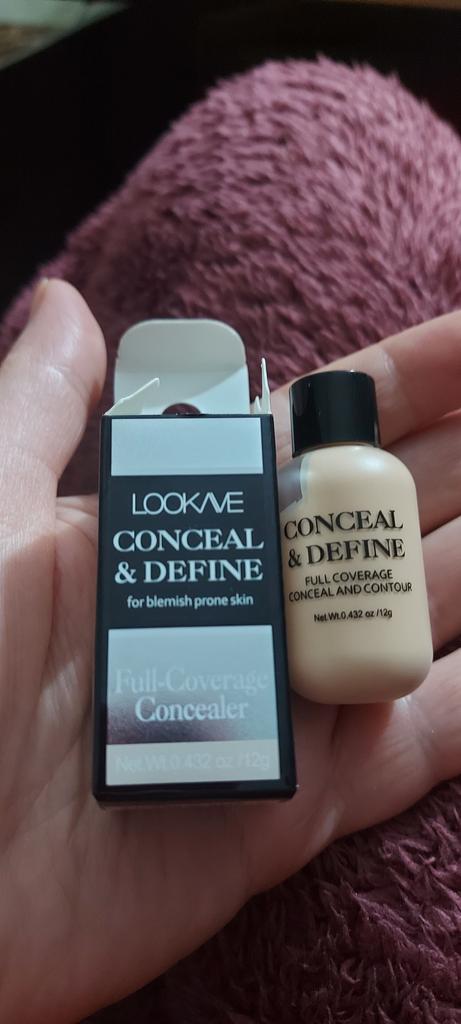 LOOKAVE
CONCEAL
& DEFINE
for blemish prone skin
Full-Coverage
Concealer
Net.Wt.0.432 oz /12g
CONCEAL
& DEFINE
FULL COVERAGE
CONCEAL AND CONTOUR
Net.Wt.0.432 oz /12g